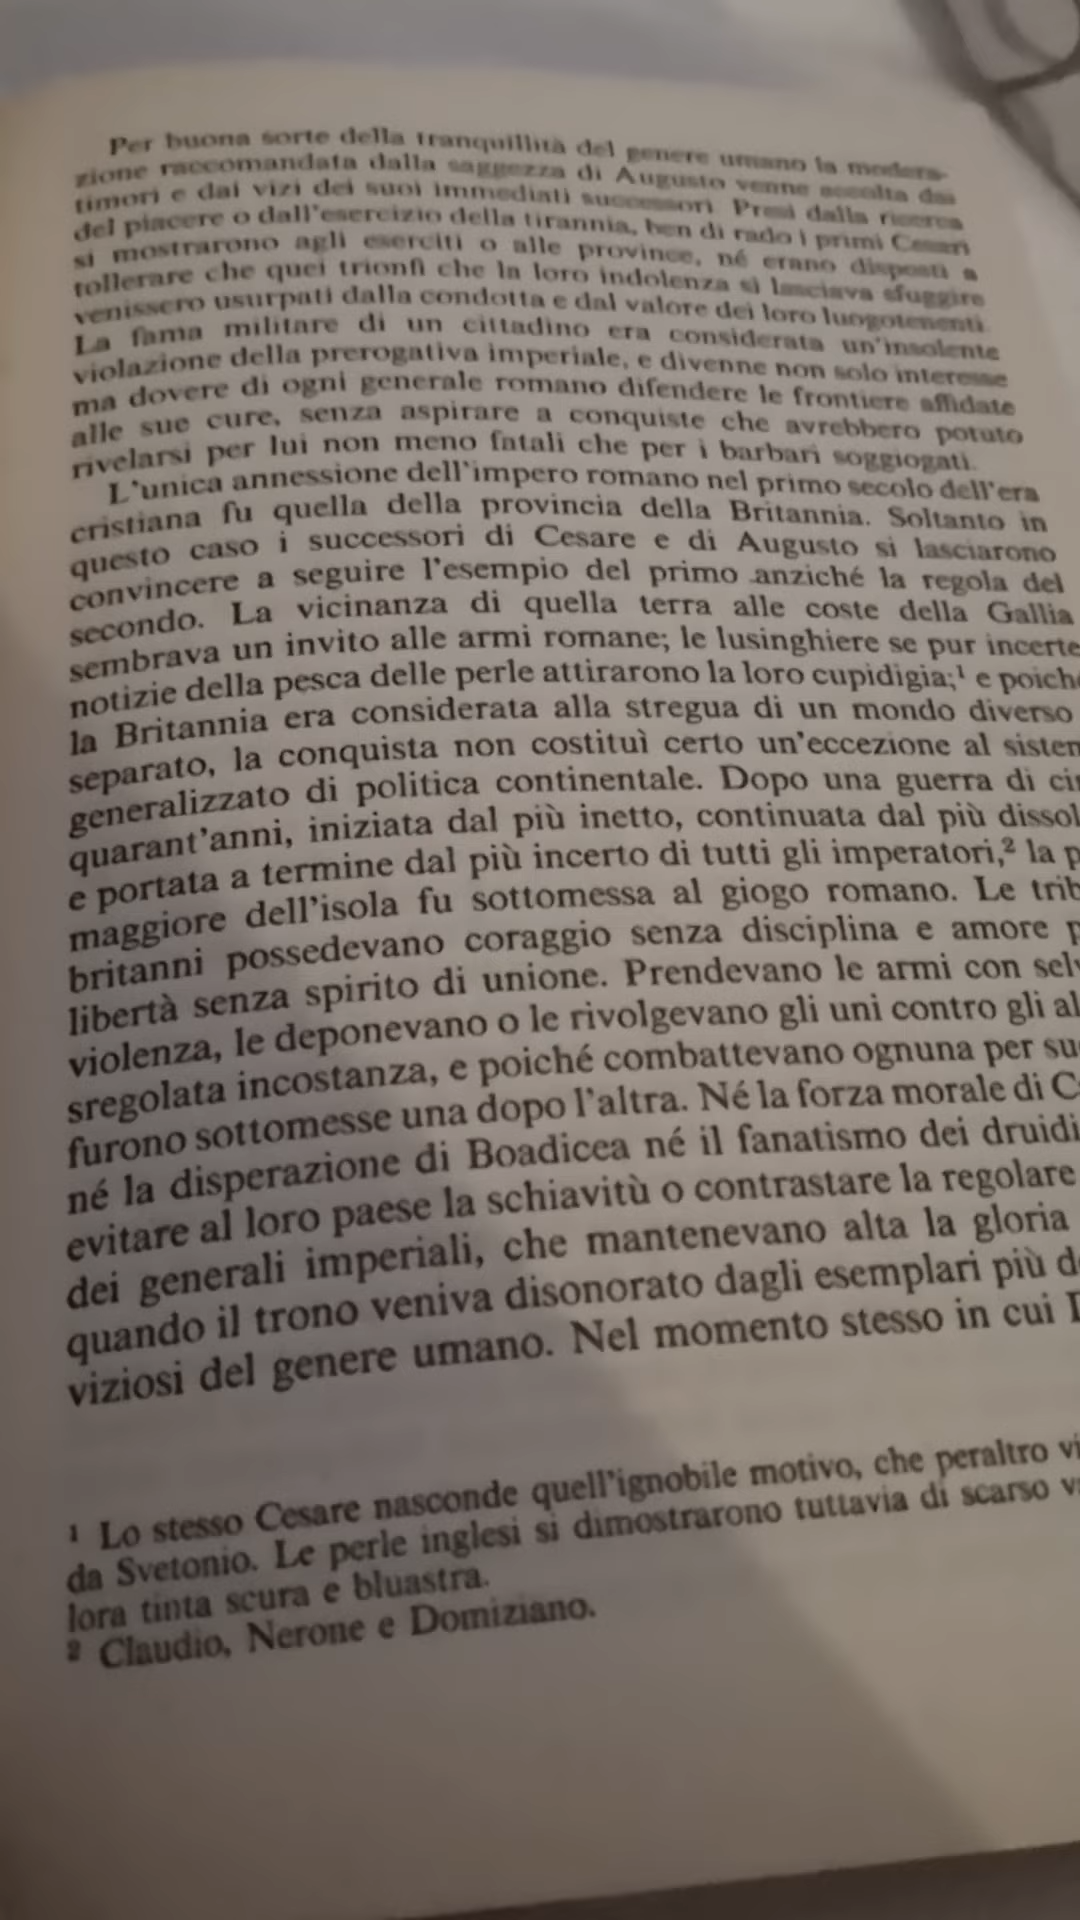 Per buona sorte della tranquillità del genere umano la modera-
zione raccomandata dalla saggezza di Augusto venne accolta dai
timori e dai vizi dei suoi immediati successori. Presi dalla ricerca
del piacere o dall'esercizio della tirannia, ben di rado i primi Cesari
si mostrarono agli eserciti o alle province, né erano disposti a
tollerare che quei trionfi che la loro indolenza si lasciava sfuggire
venissero usurpati dalla condotta e dal valore dei loro luogotenenti.
La fama militare di un cittadino era considerata un'insolente
violazione della prerogativa imperiale, e divenne non solo interesse
ma dovere di ogni generale romano difendere le frontiere affidate
alle sue cure, senza aspirare a conquiste che avrebbero potuto
rivelarsi per lui non meno fatali che per i barbari soggiogati.
L'unica annessione dell'impero romano nel primo secolo dell'era
cristiana fu quella della provincia della Britannia. Soltanto in
questo caso i successori di Cesare e di Augusto si lasciarono
convincere a seguire l'esempio del primo anziché la regola del
secondo. La vicinanza di quella terra alle coste della Gallia
sembrava un invito alle armi romane; le lusinghiere se pur incerte
notizie della pesca delle perle attirarono la loro cupidigia;¹ e poich
la Britannia era considerata alla stregua di un mondo diverso
separato, la conquista non costituì certo un'eccezione al sistem
generalizzato di politica continentale. Dopo una guerra di ci
quarant'anni, iniziata dal più inetto, continuata dal più dissol
e portata a termine dal più incerto di tutti gli imperatori,² la p
maggiore dell'isola fu sottomessa al giogo romano. Le trib
britanni possedevano coraggio senza disciplina e amore p
libertà senza spirito di unione. Prendevano le armi con selv
violenza, le deponevano o le rivolgevano gli uni contro gli al
sregolata incostanza, e poiché combattevano ognuna per su
furono sottomesse una dopo l'altra. Né la forza morale di C
né la disperazione di Boadicea né il fanatismo dei druidi
evitare al loro paese la schiavitù o contrastare la regolare
dei generali imperiali, che mantenevano alta la gloria
quando il trono veniva disonorato dagli esemplari più d
viziosi del genere umano. Nel momento stesso in cui
¹ Lo stesso Cesare nasconde quell'ignobile motivo, che peraltro vi
da Svetonio. Le perle inglesi si dimostrarono tuttavia di scarso v
lora tinta scura e bluastra.
² Claudio, Nerone e Domiziano.